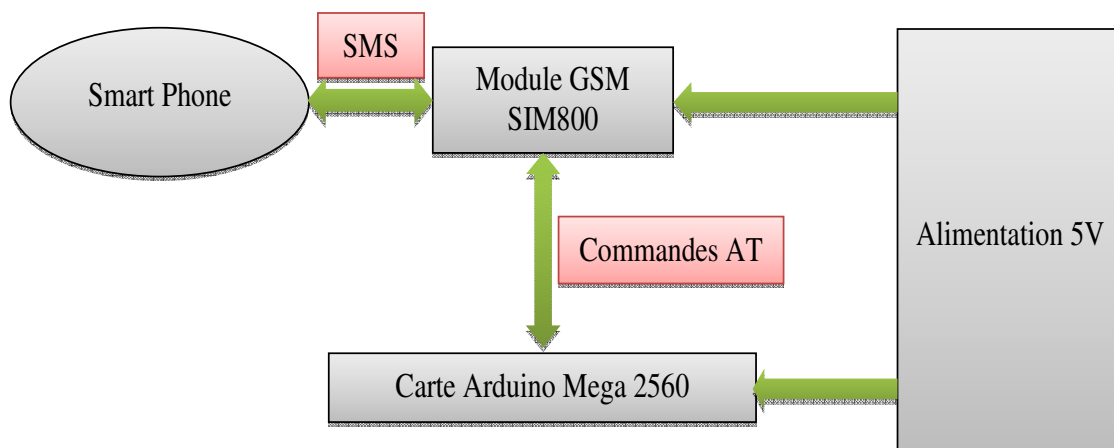 SMS
Smart Phone
Module GSM
SIM800
Commandes AT
Alimentation 5V
Carte Arduino Mega 2560